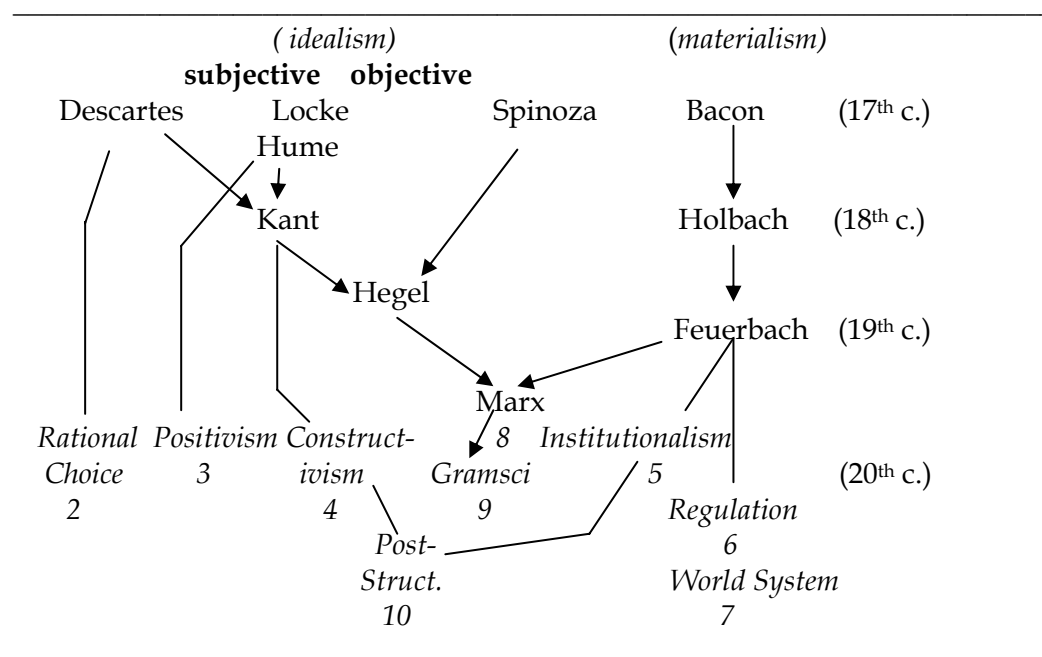 ( idealism) (materialism)
subjective objective
Descartes Locke Spinoza Bacon (17th c.)
Hume
Kant Holbach (18th c.)
Hegel
Feuerbach (19th c.)
Marx
Rational Positivism Construct- 8 Institutionalism
Choice 3 ivism Gramsci 5 (20th c.)
2 4 9 Regulation
Post- 6
Struct. World System
10 7